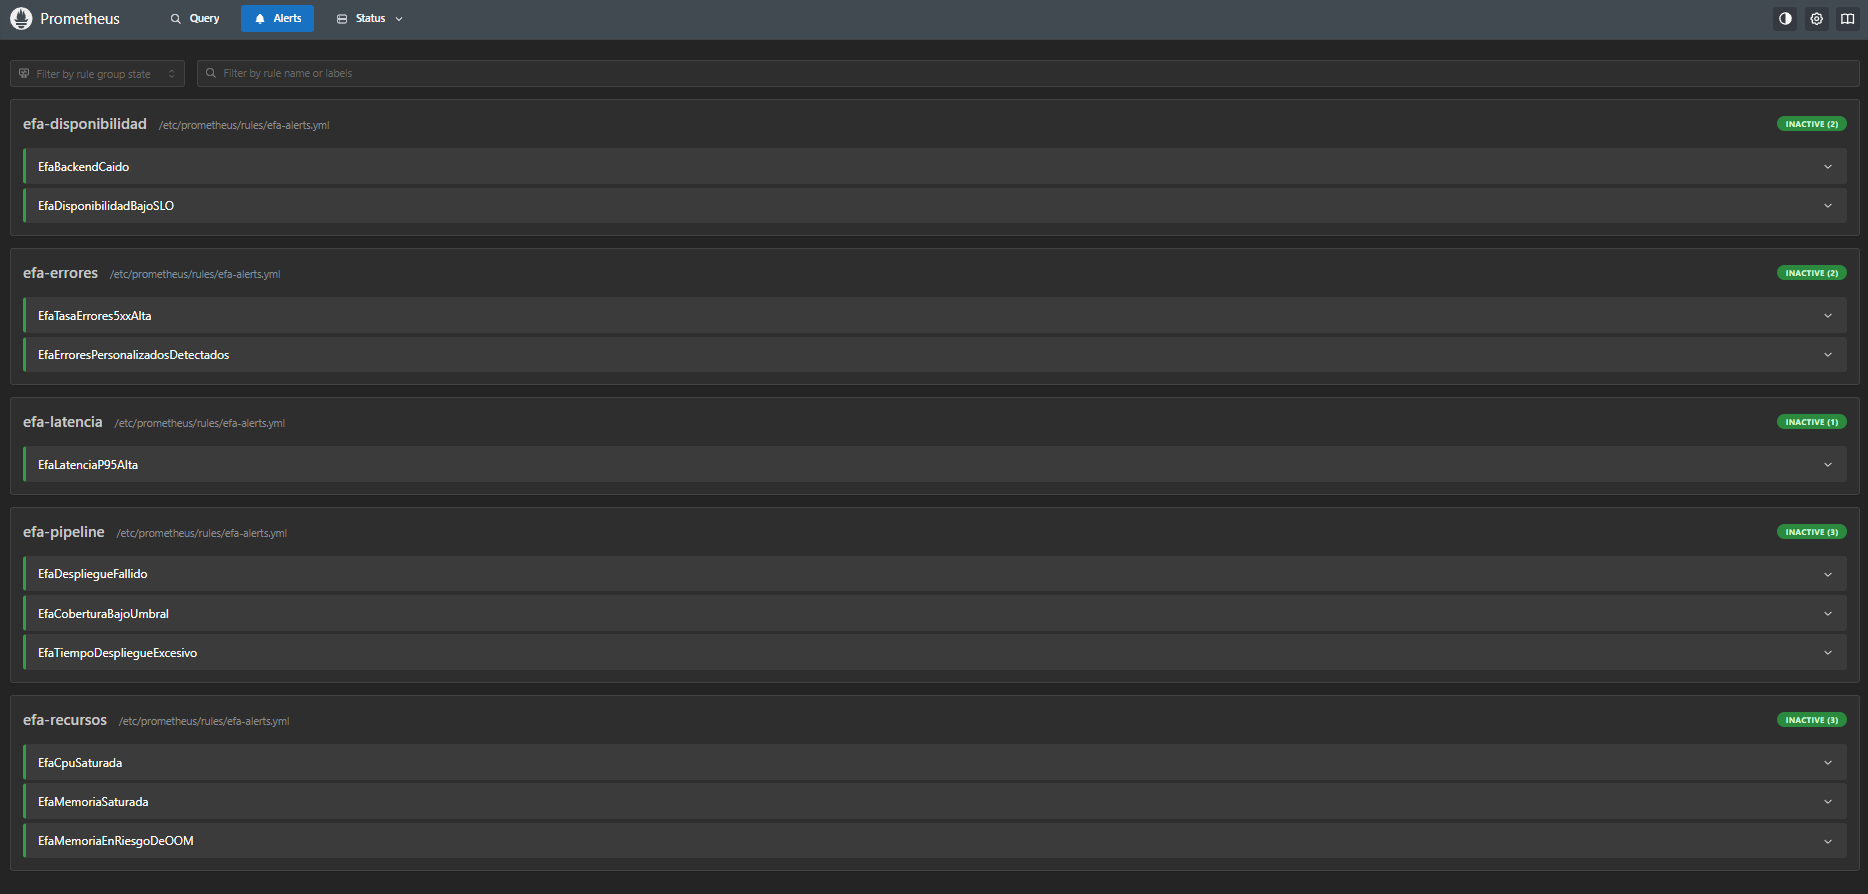 Prometheus
Query
Alerts
Status
Filter by rule group state
Filter by rule name or labels
efa-disponibilidad /etc/prometheus/rules/efa-alerts.yml INACTIVE (2)
EfaBackendCaido
EfaDisponibilidadBajoSLO
efa-errores /etc/prometheus/rules/efa-alerts.yml INACTIVE (2)
EfaTasaErrores5xxAlta
EfaErroresPersonalizadosDetectados
efa-latencia /etc/prometheus/rules/efa-alerts.yml INACTIVE (1)
EfaLatenciaP95Alta
efa-pipeline /etc/prometheus/rules/efa-alerts.yml INACTIVE (3)
EfaDespliegueFallido
EfaCoberturaBajoUmbral
EfaTiempoDespliegueExcesivo
efa-recursos /etc/prometheus/rules/efa-alerts.yml INACTIVE (3)
EfaCpuSaturada
EfaMemoriaSaturada
EfaMemoriaEnRiesgoDeOOM